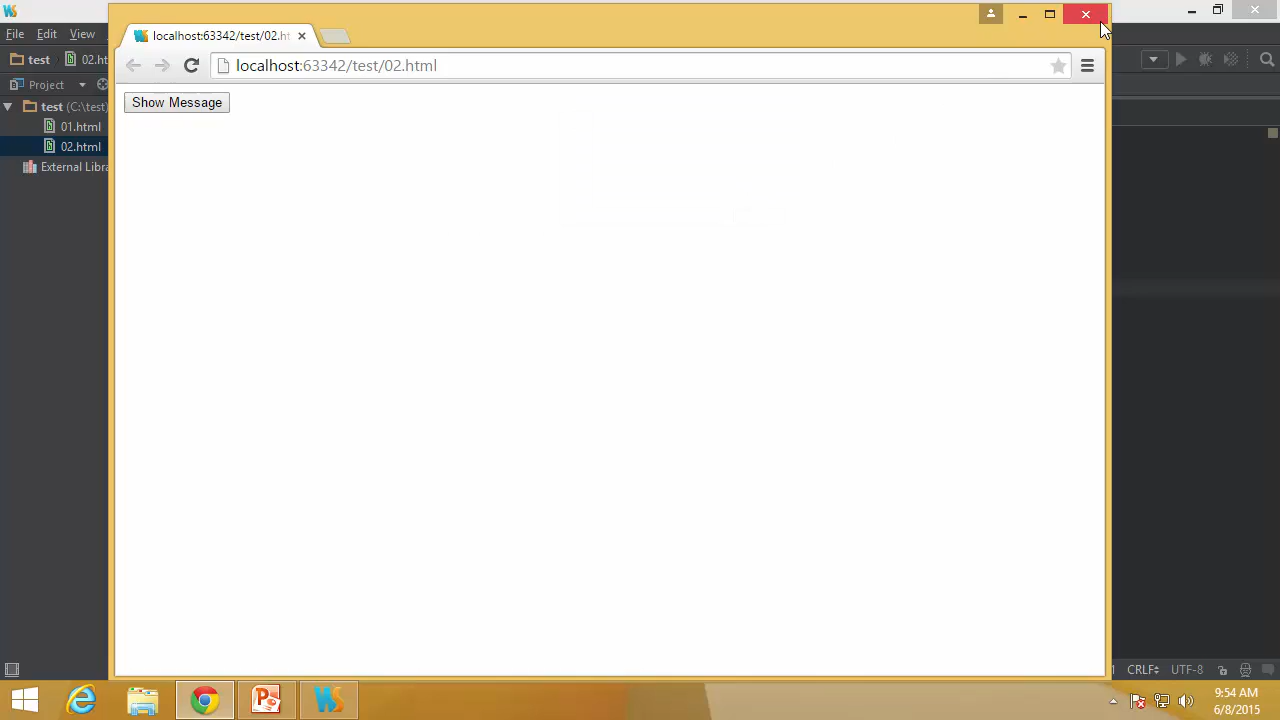 File Edit View
localhost:63342/test/02.ht
test 02.ht
localhost:63342/test/02.html
Project
Show Message
test (C:\test)
01.html
02.html
External Libra
CRLF UTF-8
9:54 AM
6/8/2015